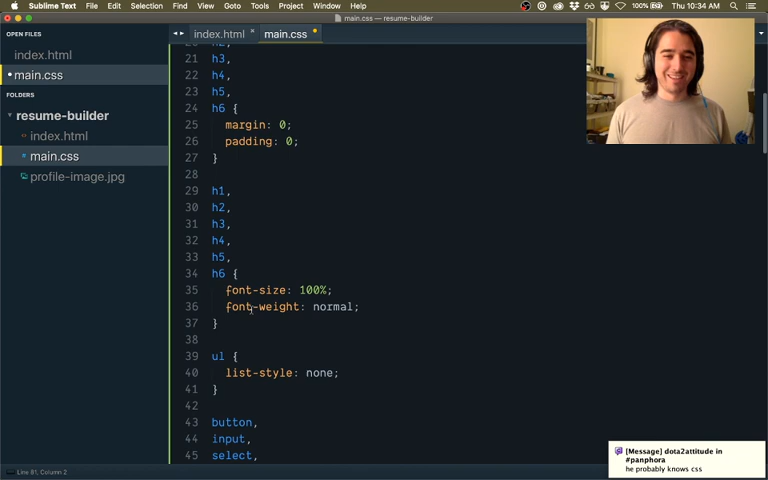 Sublime Text File Edit Selection Find View Goto Tools Project Window Help 100% Thu 10:34 AM
main.css — resume-builder
OPEN FILES
index.html
main.css
FOLDERS
resume-builder
index.html
main.css
profile-image.jpg
index.html main.css
21 h3,
22 h4,
23 h5,
24 h6 {
25 margin: 0;
26 padding: 0;
27 }
28
29 h1,
30 h2,
31 h3,
32 h4,
33 h5,
34 h6 {
35 font-size: 100%;
36 font-weight: normal;
37 }
38
39 ul {
40 list-style: none;
41 }
42
43 button,
44 input,
45 select,
[Message] dota2attitude in
#panphora
he probably knows css
Line 81, Column 2